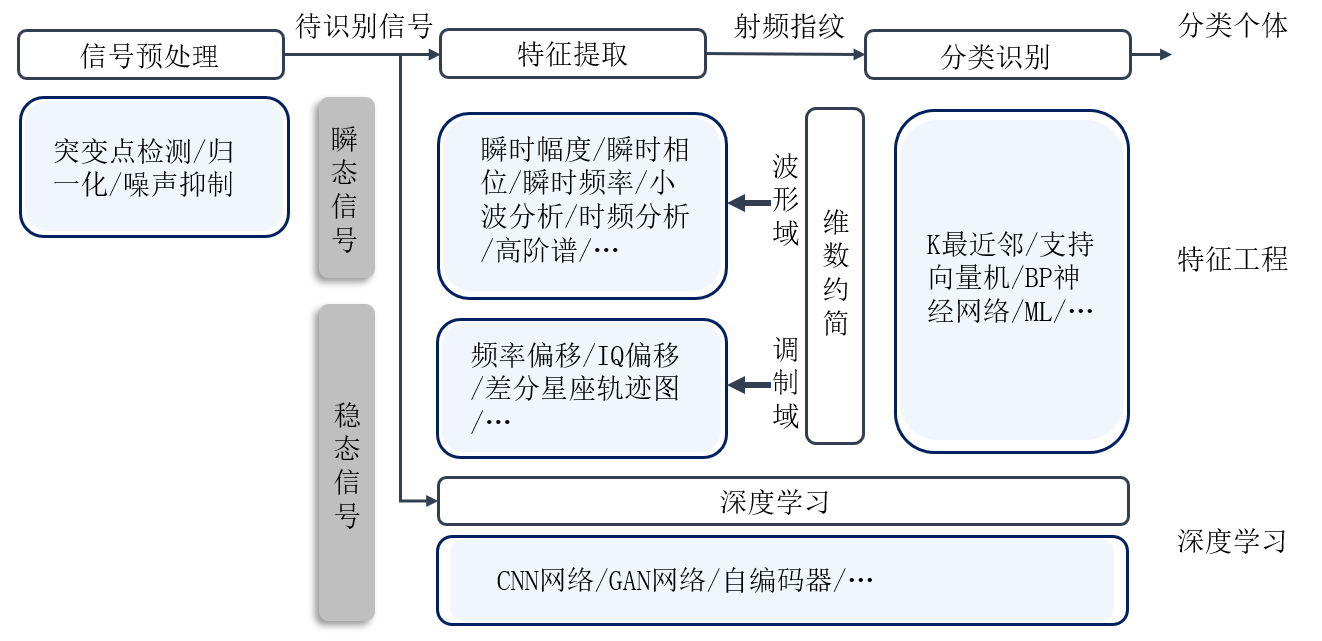 待识别信号
射频指纹
分类个体
信号预处理
特征提取
分类识别
突变点检测/归
一化/噪声抑制
瞬态信号
瞬时幅度/瞬时相
位/瞬时频率/小
波分析/时频分析
/高阶谱/…
波形域
维数约简
K最近邻/支持
向量机/BP神
经网络/ML/…
特征工程
稳态信号
频率偏移/IQ偏移
/差分星座轨迹图
/…
调制域
深度学习
深度学习
CNN网络/GAN网络/自编码器/…